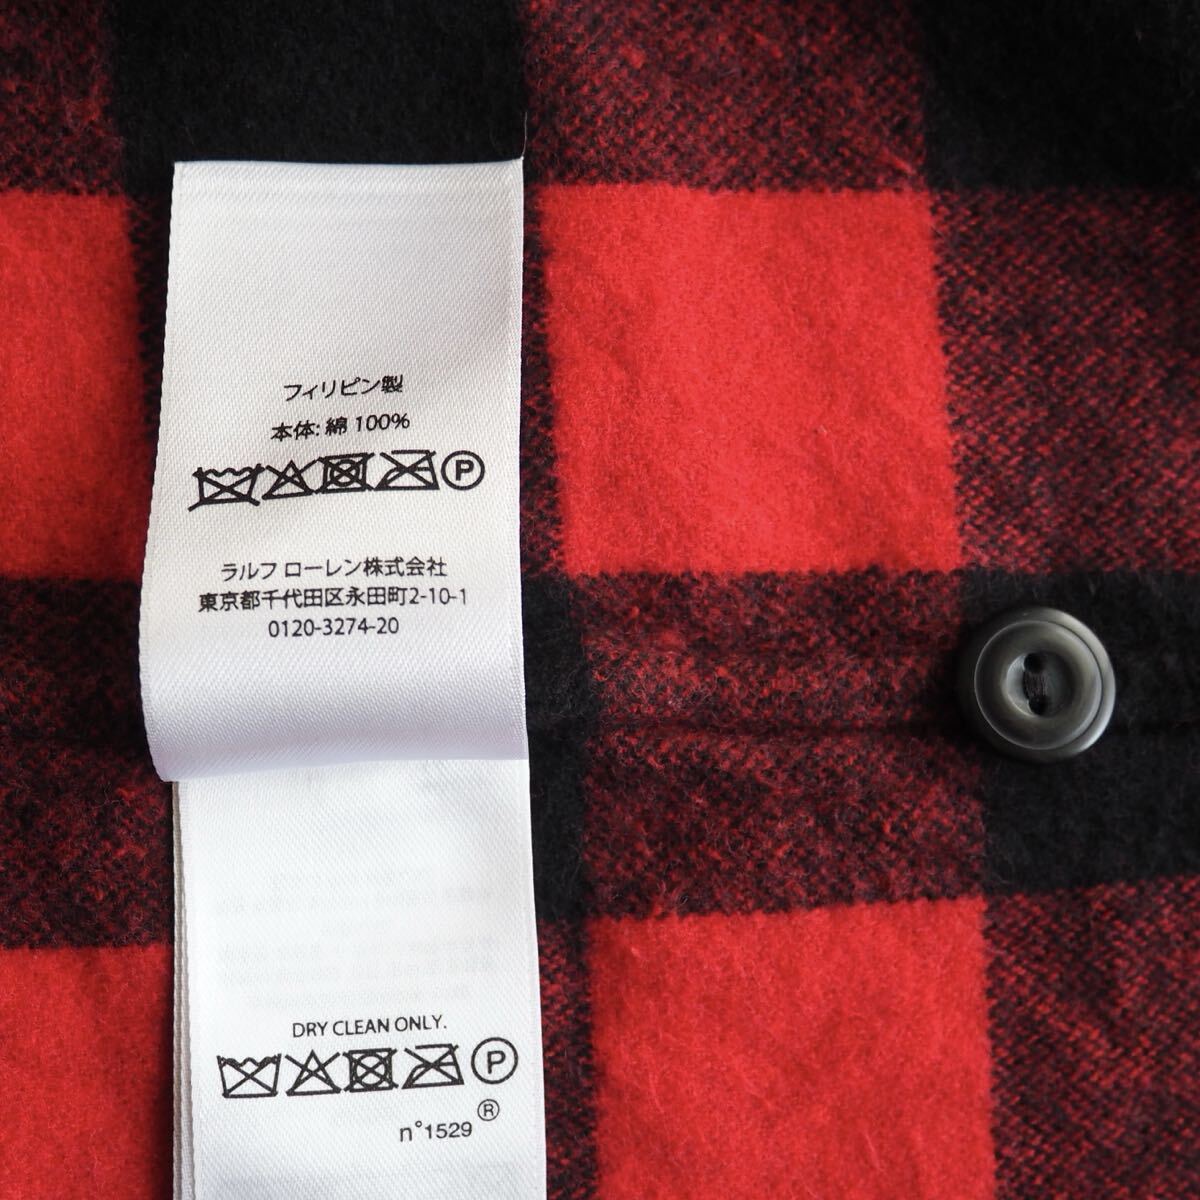 フィリピン製
本体: 綿 100%
P
ラルフ ローレン株式会社
東京都千代田区永田町2-10-1
0120-3274-20
DRY CLEAN ONLY.
P
®
n°1529